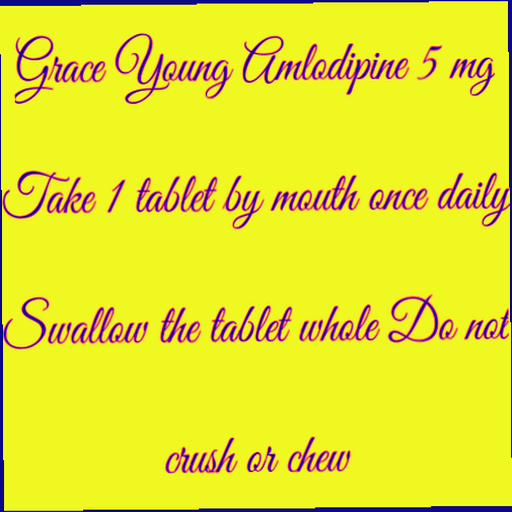 Grace Young Amlodipine 5 mg
Take 1 tablet by mouth once daily
Swallow the tablet whole Do not
crush or chew